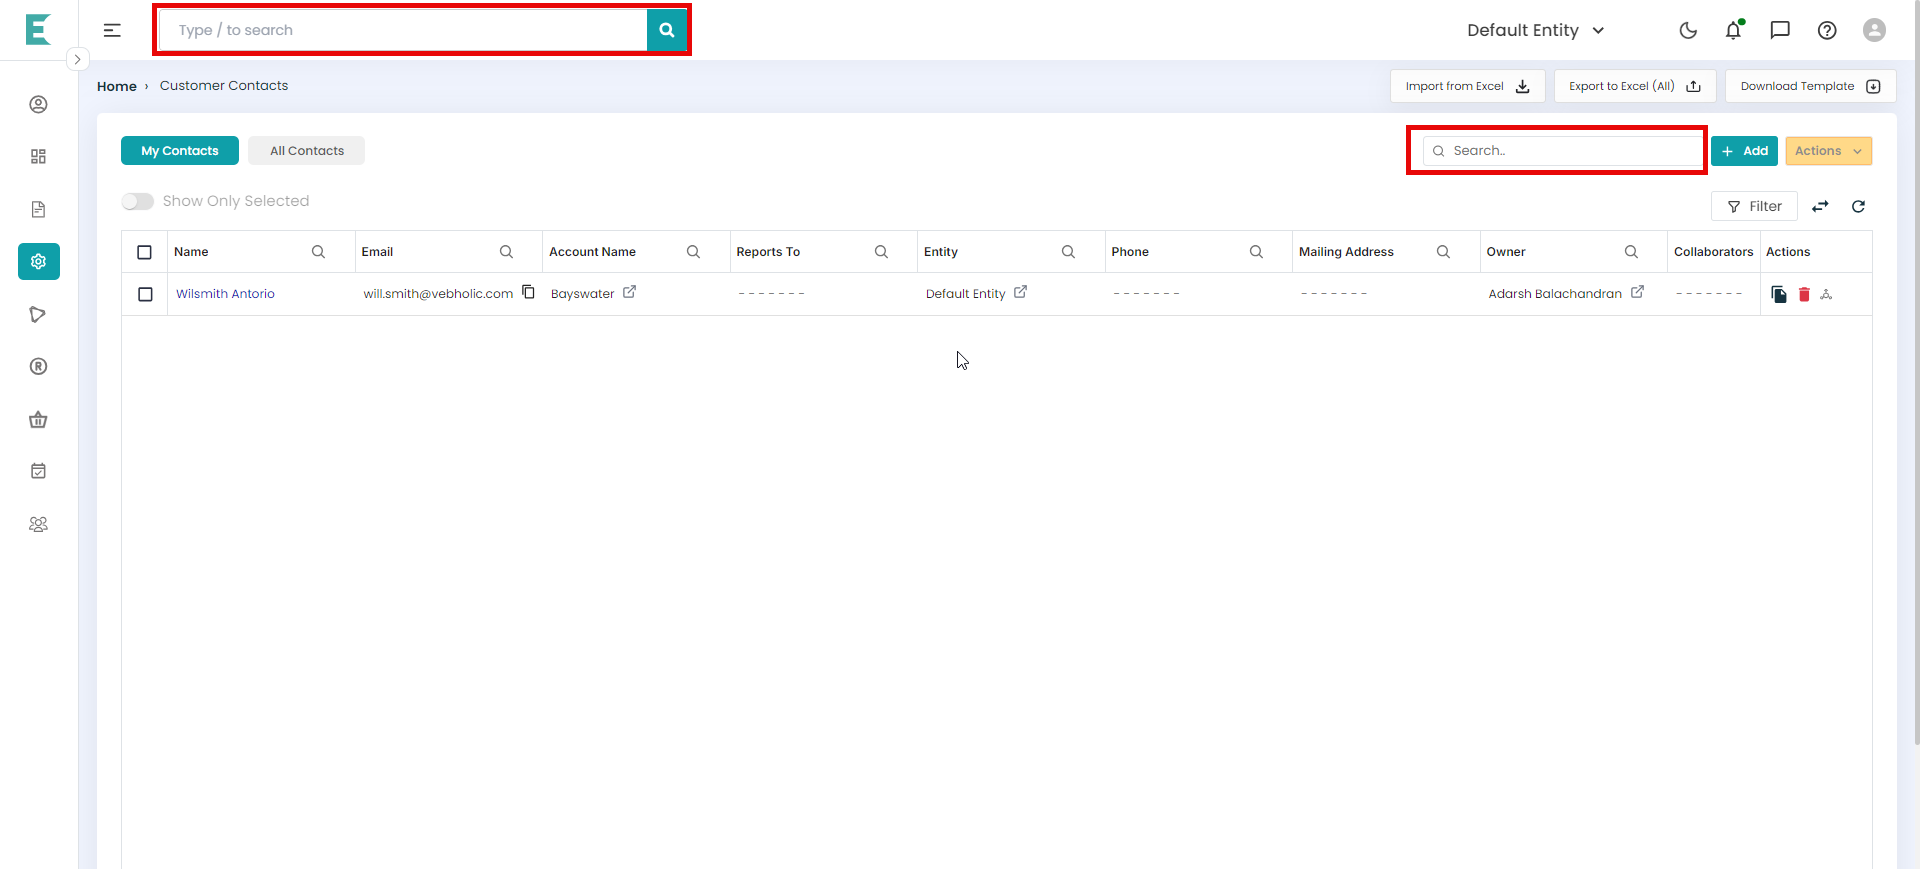 E
Type / to search
Default Entity
Home › Customer Contacts
Import from Excel
Export to Excel (All)
Download Template
My Contacts
All Contacts
Search..
+ Add
Actions
Show Only Selected
Filter
Name Email Account Name Reports To Entity Phone Mailing Address Owner Collaborators Actions
Wilsmith Antorio will.smith@vebholic.com Bayswater ------- Default Entity ------- ------- Adarsh Balachandran -------